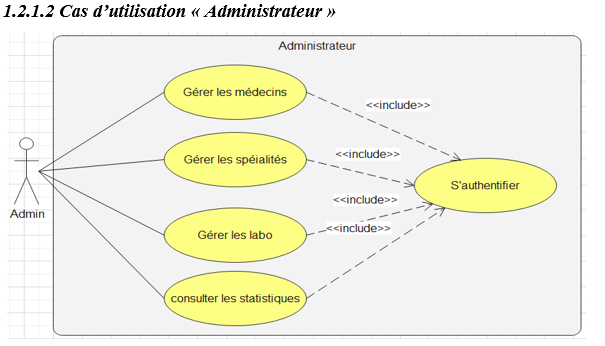 1.2.1.2 Cas d’utilisation « Administrateur »
Administrateur
Gérer les médecins
<<include>>
Gérer les spéialités
<<include>>
S'authentifier
<<include>>
Admin
Gérer les labo
<<include>>
consulter les statistiques